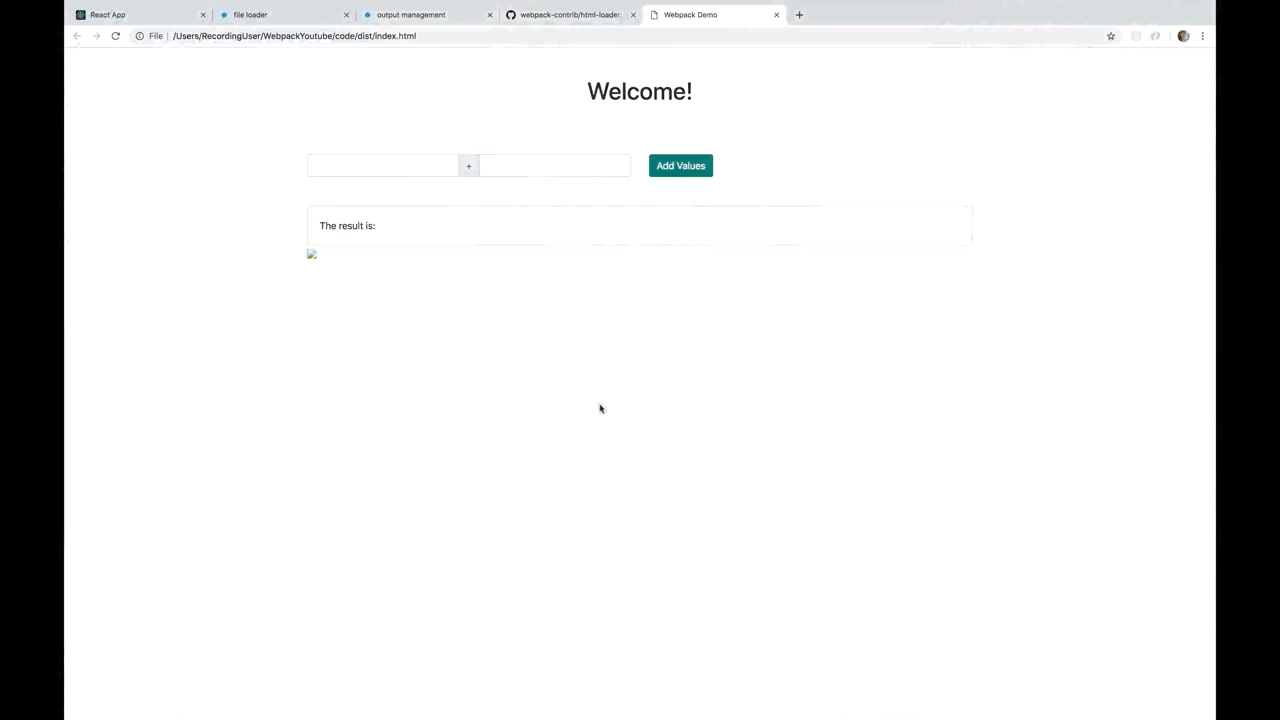 React App
file loader
output management
webpack-contrib/html-loader:
Webpack Demo
File
/Users/RecordingUser/WebpackYoutube/code/dist/index.html
Welcome!
+
Add Values
The result is: